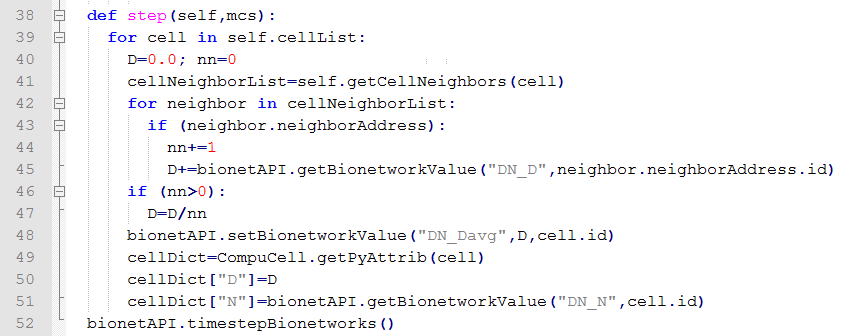 38 def step(self,mcs):
39 for cell in self.cellList:
40 D=0.0; nn=0
41 cellNeighborList=self.getCellNeighbors(cell)
42 for neighbor in cellNeighborList:
43 if (neighbor.neighborAddress):
44 nn+=1
45 D+=bionetAPI.getBionetworkValue("DN_D",neighbor.neighborAddress.id)
46 if (nn>0):
47 D=D/nn
48 bionetAPI.setBionetworkValue("DN_Davg",D,cell.id)
49 cellDict=CompuCell.getPyAttrib(cell)
50 cellDict["D"]=D
51 cellDict["N"]=bionetAPI.getBionetworkValue("DN_N",cell.id)
52 bionetAPI.timestepBionetworks()